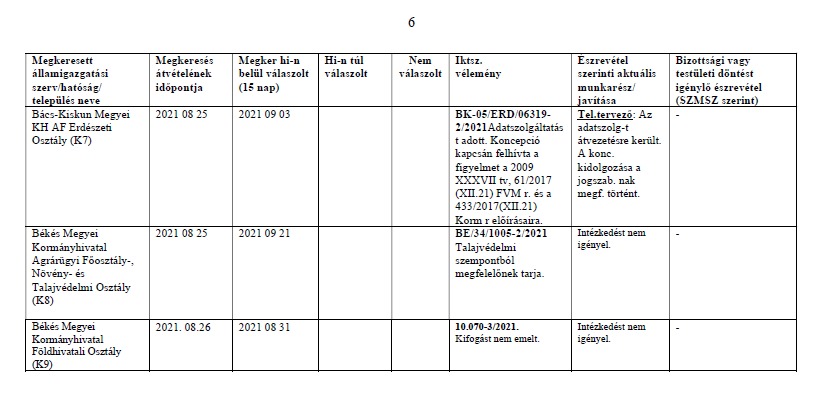 6
Megkeresett
államigazgatási
szerv/hatóság/
település neve
Megkeresés
átvételének
időpontja
Megker hi-n
belül válaszolt
(15 nap)
Hi-n túl
válaszolt
Nem
válaszolt
Iktsz.
vélemény
Észrevétel
szerinti aktuális
munkarész/
javítása
Bizottsági vagy
testületi döntést
igénylő észrevétel
(SZMSZ szerint)
Bács-Kiskun Megyei
KH AF Erdészeti
Osztály (K7)
2021 08 25
2021 09 03
BK-05/ERD/06319-
2/2021Adatszolgáltatás
t adott. Koncepció
kapcsán felhívta a
figyelmet a 2009
XXXVII tv, 61/2017
(XII.21) FVM r. és a
433/2017(XII.21)
Korm r előírásaira.
Tel.tervező: Az
adatszolg-t
átvezetésre került.
A konc.
kidolgozása a
jogszab. nak
megf. történt.
-
Békés Megyei
Kormányhivatal
Agrárügyi Főosztály-,
Növény- és
Talajvédelmi Osztály
(K8)
2021 08 25
2021 09 21
BE/34/1005-2/2021
Talajvédelmi
szempontból
megfelelőnek tarja.
Intézkedést nem
igényel.
-
Békés Megyei
Kormányhivatal
Földhivatali Osztály
(K9)
2021. 08.26
2021 08 31
10.070-3/2021.
Kifogást nem emelt.
Intézkedést nem
igényel.
-